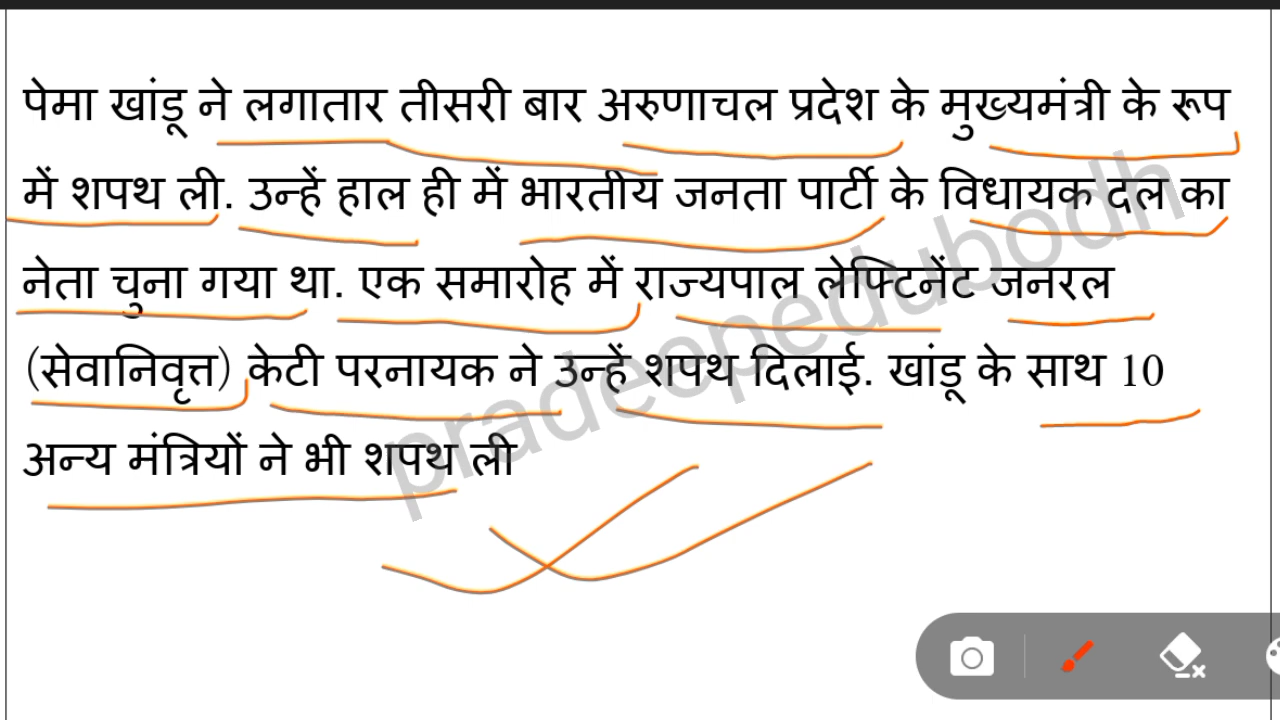 पेमा खांडू ने लगातार तीसरी बार अरुणाचल प्रदेश के मुख्यमंत्री के रूप
में शपथ ली. उन्हें हाल ही में भारतीय जनता पार्टी के विधायक दल का
नेता चुना गया था. एक समारोह में राज्यपाल लेफ्टिनेंट जनरल
(सेवानिवृत्त) केटी परनायक ने उन्हें शपथ दिलाई. खांडू के साथ 10
अन्य मंत्रियों ने भी शपथ ली
pradeopedubodh